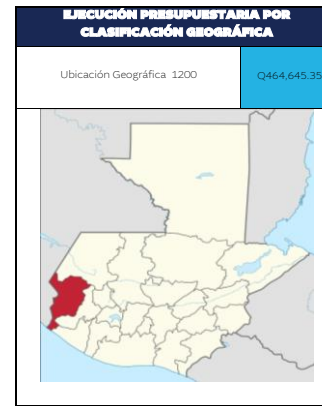 EJECUCIÓN PRESUPUESTARIA POR
CLASIFICACIÓN GEOGRÁFICA
Ubicación Geográfica 1200
Q464,645.35